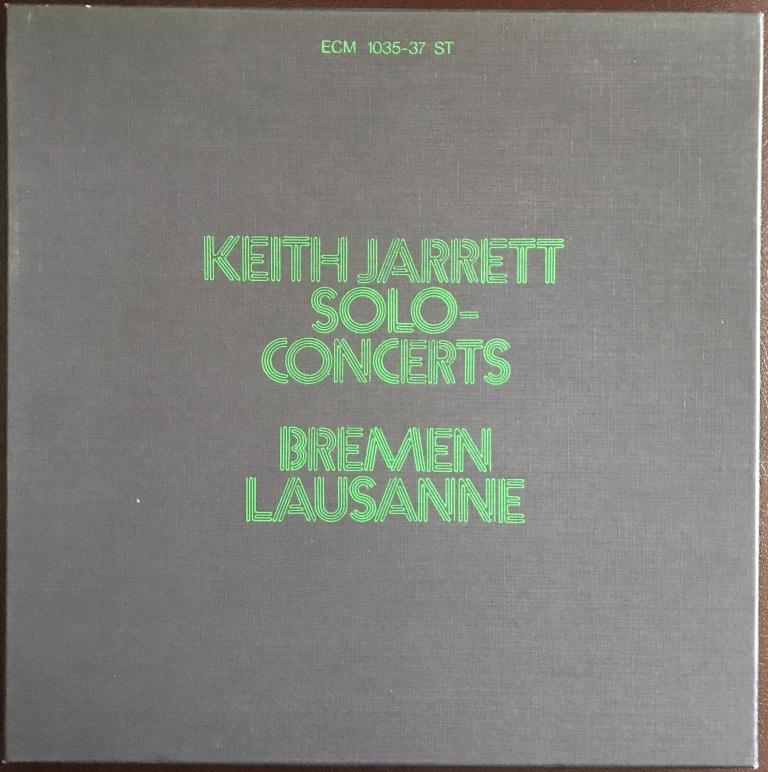 ECM 1035-37 ST
KEITH JARRETT
SOLO-
CONCERTS
BREMEN
LAUSANNE